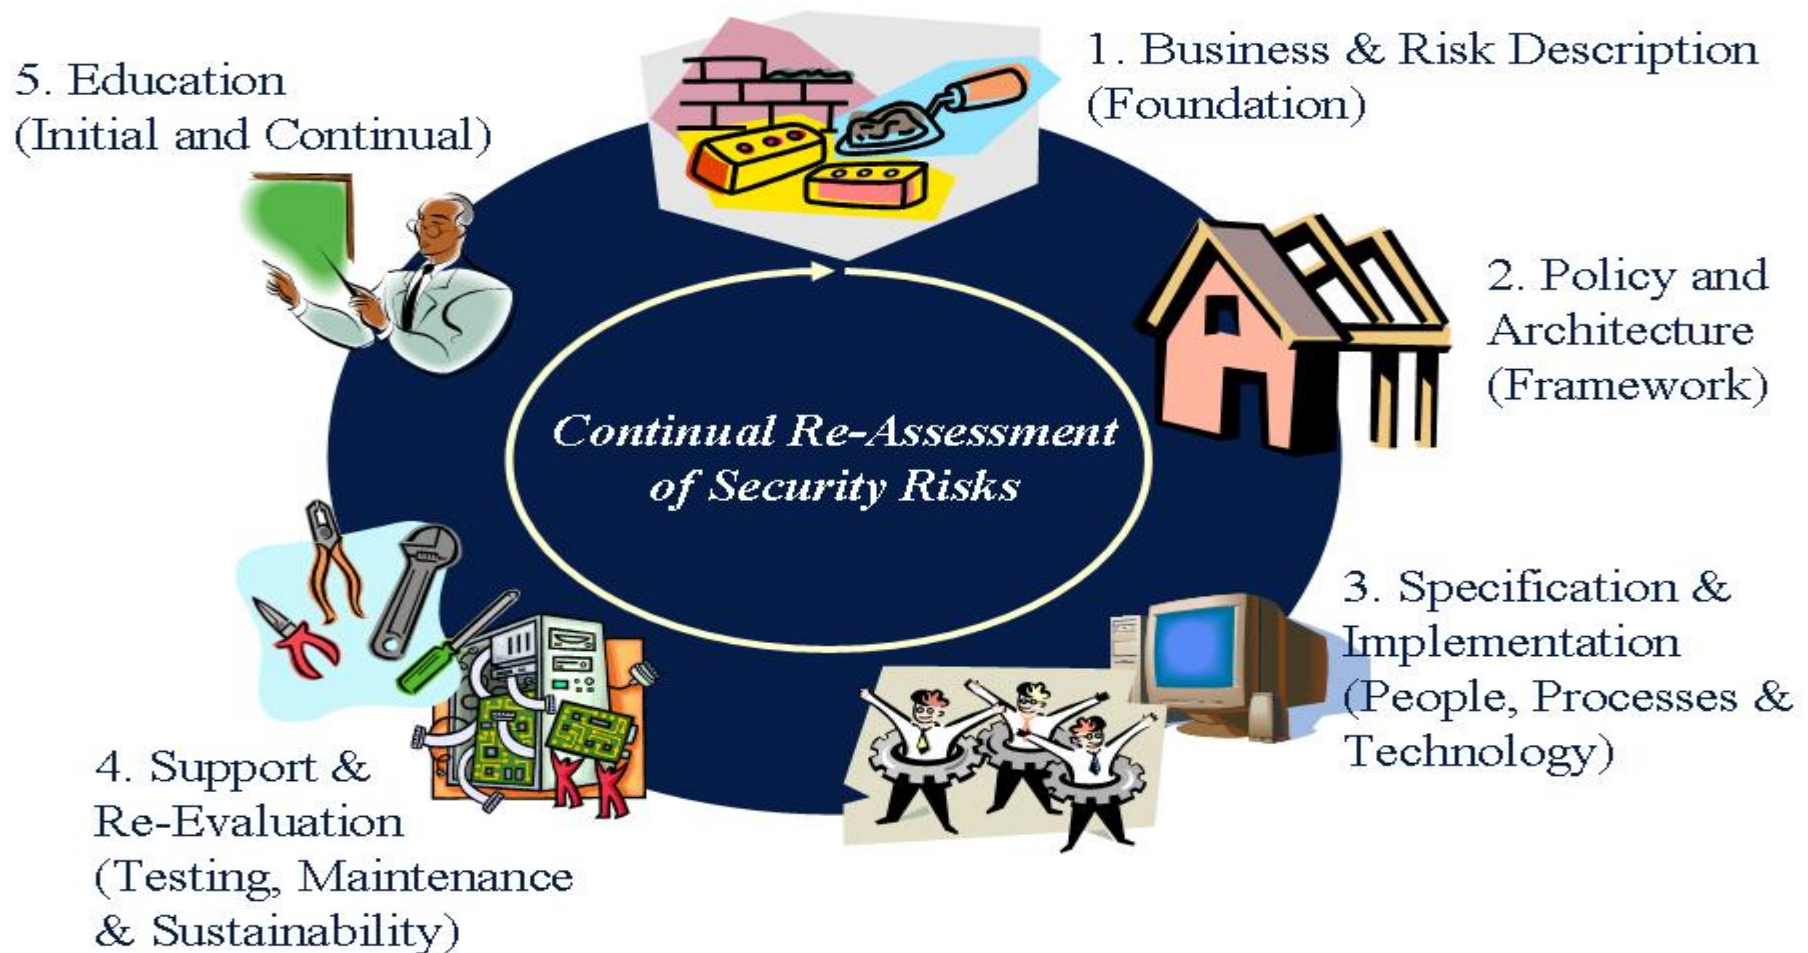 1. Business & Risk Description
(Foundation)
2. Policy and
Architecture
(Framework)
3. Specification &
Implementation
(People, Processes &
Technology)
4. Support &
Re-Evaluation
(Testing, Maintenance
& Sustainability)
5. Education
(Initial and Continual)
Continual Re-Assessment
of Security Risks